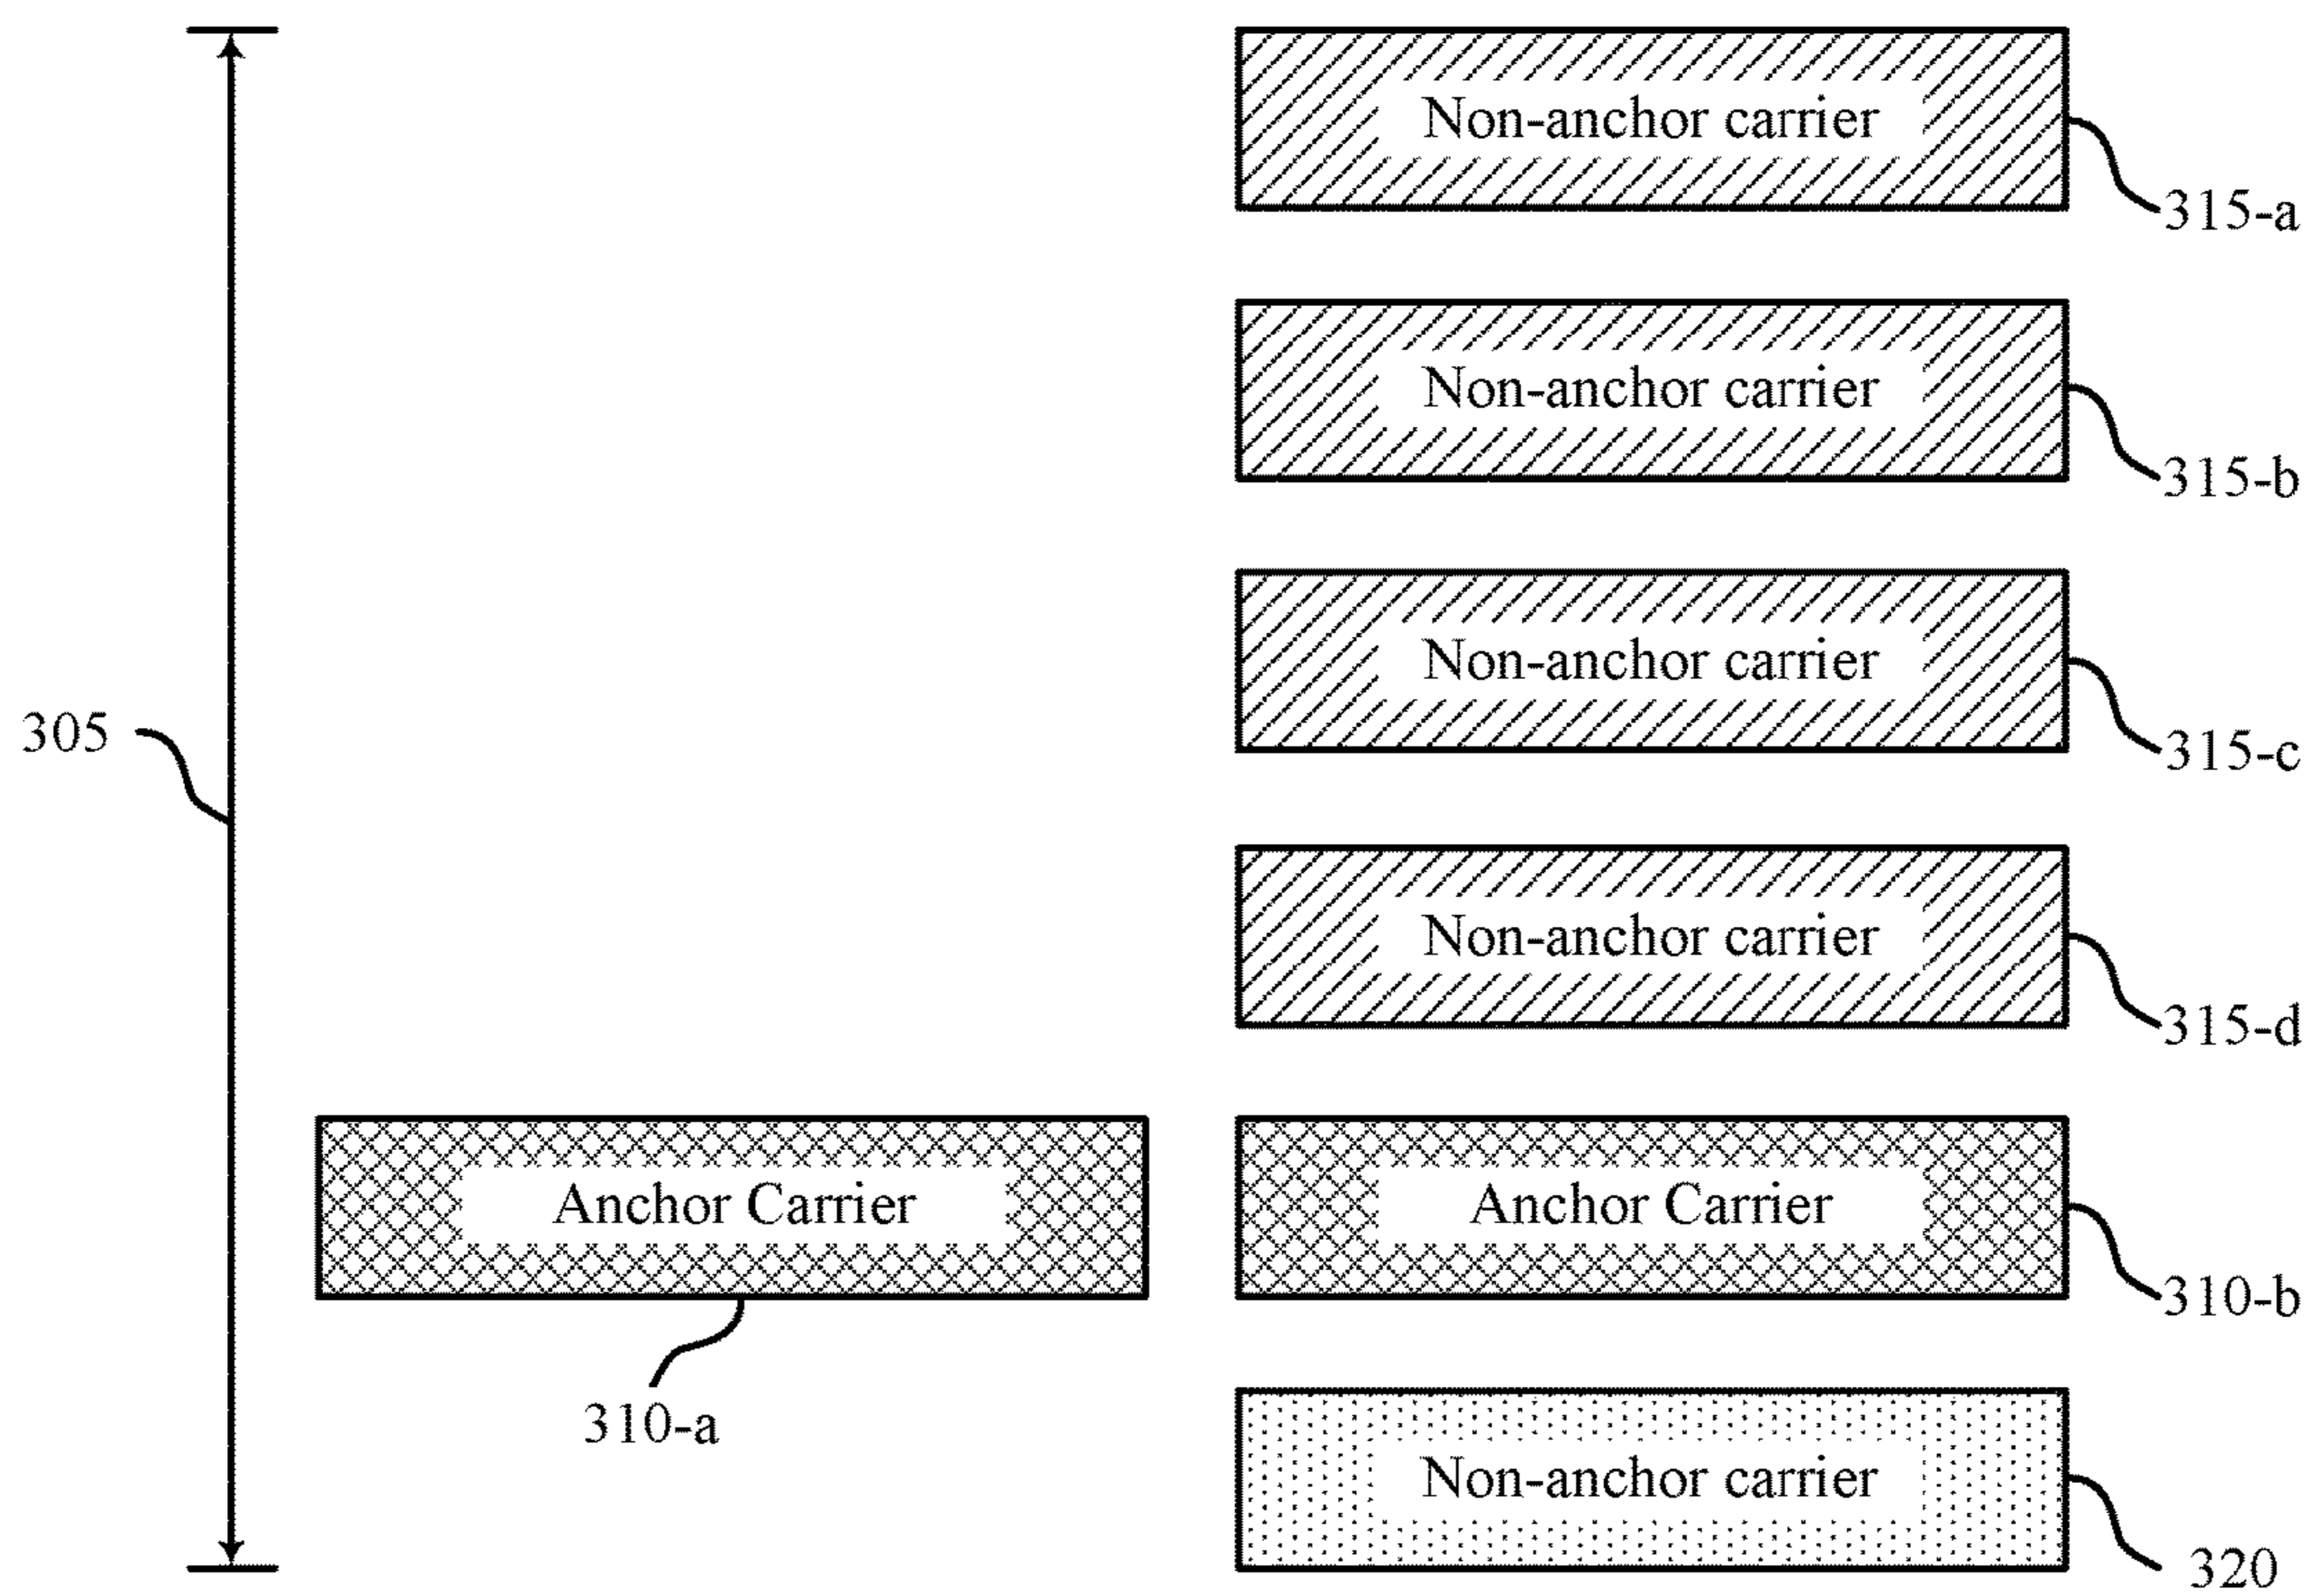 Non-anchor carrier
315-a
Non-anchor carrier
315-b
Non-anchor carrier
315-c
305
Non-anchor carrier
315-d
Anchor Carrier
Anchor Carrier
310-b
310-a
Non-anchor carrier
320